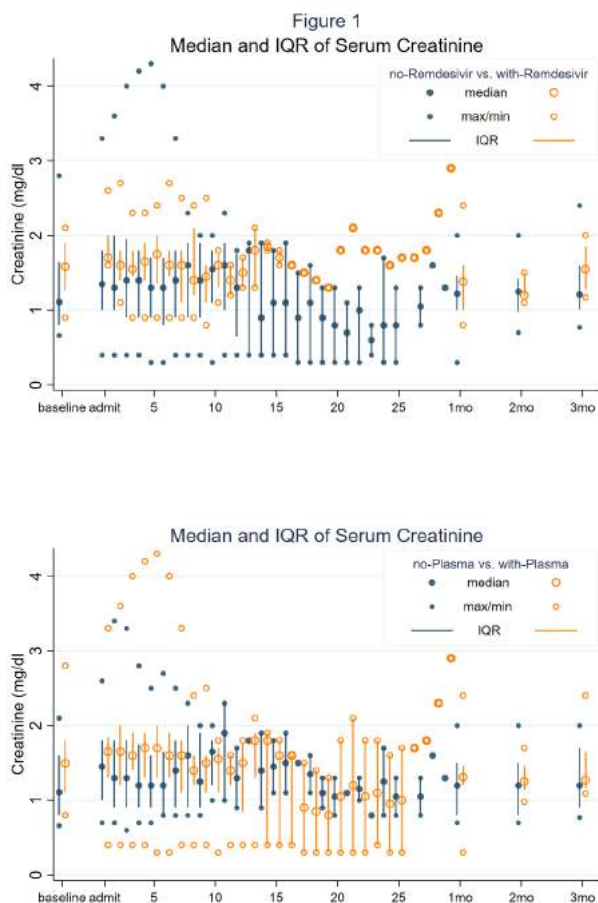 Figure 1
Median and IQR of Serum Creatinine
no-Remdesivir vs. with-Remdesivir
median
max/min
IQR
Creatinine (mg/dl)
4
3
2
1
0
baseline admit 5 10 15 20 25 1mo 2mo 3mo
Median and IQR of Serum Creatinine
no-Plasma vs. with-Plasma
median
max/min
IQR
Creatinine (mg/dl)
4
3
2
1
0
baseline admit 5 10 15 20 25 1mo 2mo 3mo